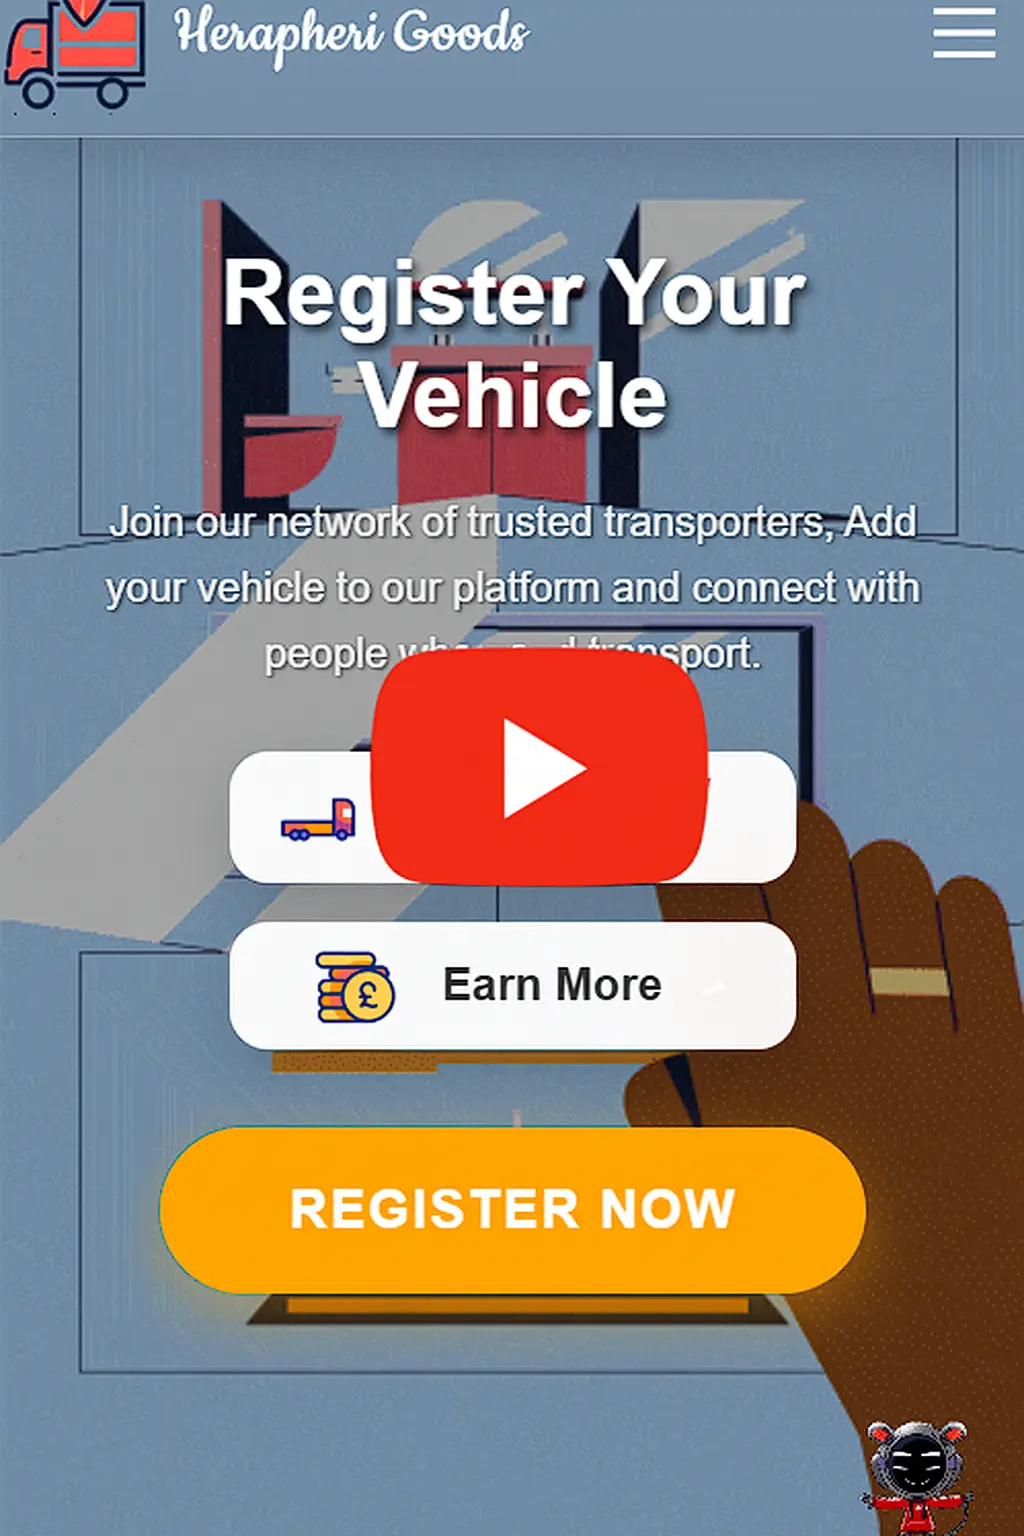 Herapheri Goods
Register Your
Vehicle
Join our network of trusted transporters, Add
your vehicle to our platform and connect with
people transport.
£
Earn More
REGISTER NOW